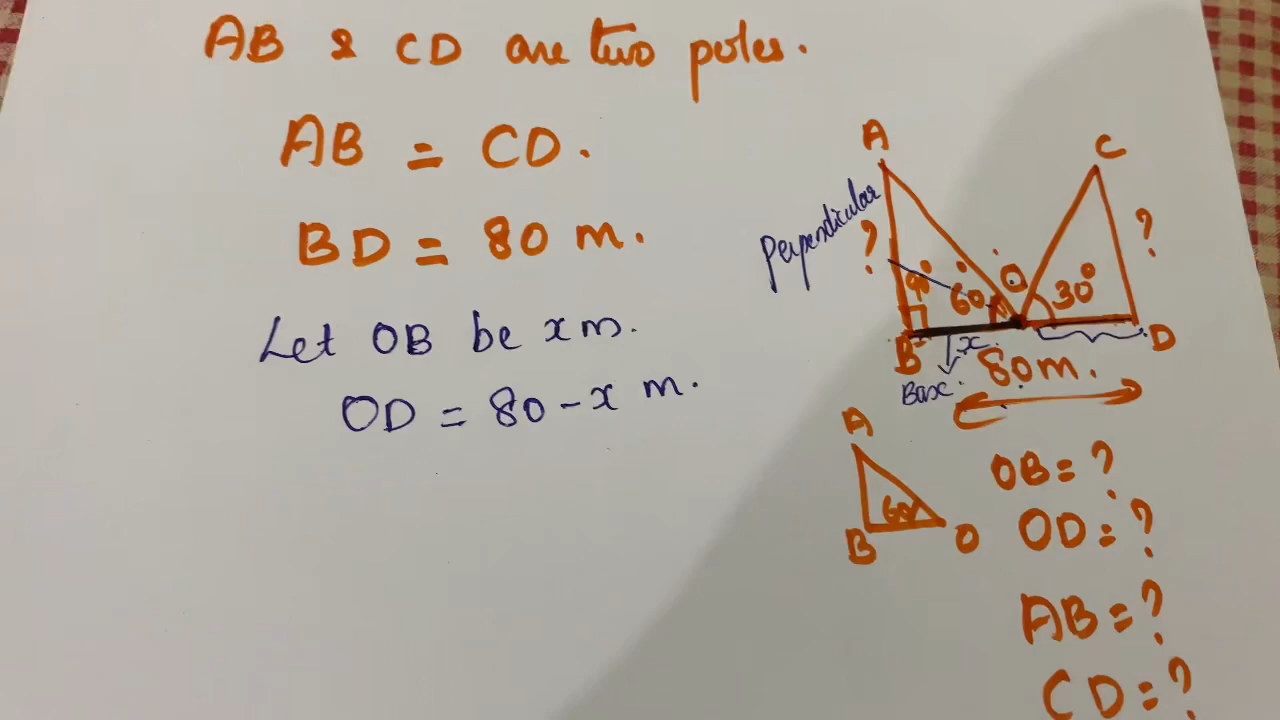 AB & CD are two poles.
AB = CD.
BD = 80 m.
Let OB be x m.
OD = 80 - x m.
A
C
Perpendicular
?
?
90°
60°
O
30°
B
x
D
Base.
80m.
A
60°
B
O
OB = ?
OD = ?
AB = ?
CD = ?